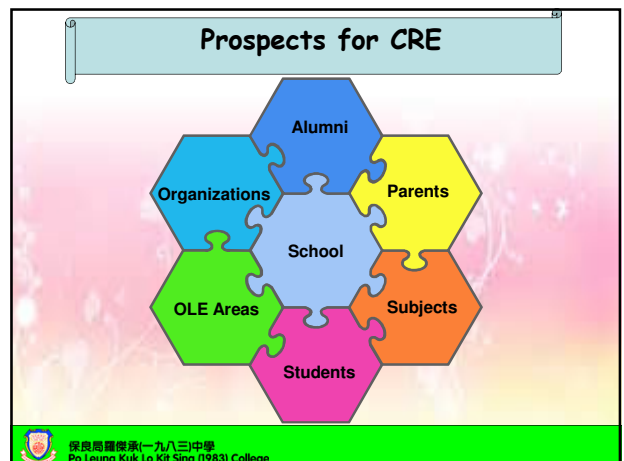 Prospects for CRE
Alumni
Organizations
Parents
School
OLE Areas
Subjects
Students
保良局羅傑承(一九八三)中學
Po Leung Kuk Lo Kit Sing (1983) College